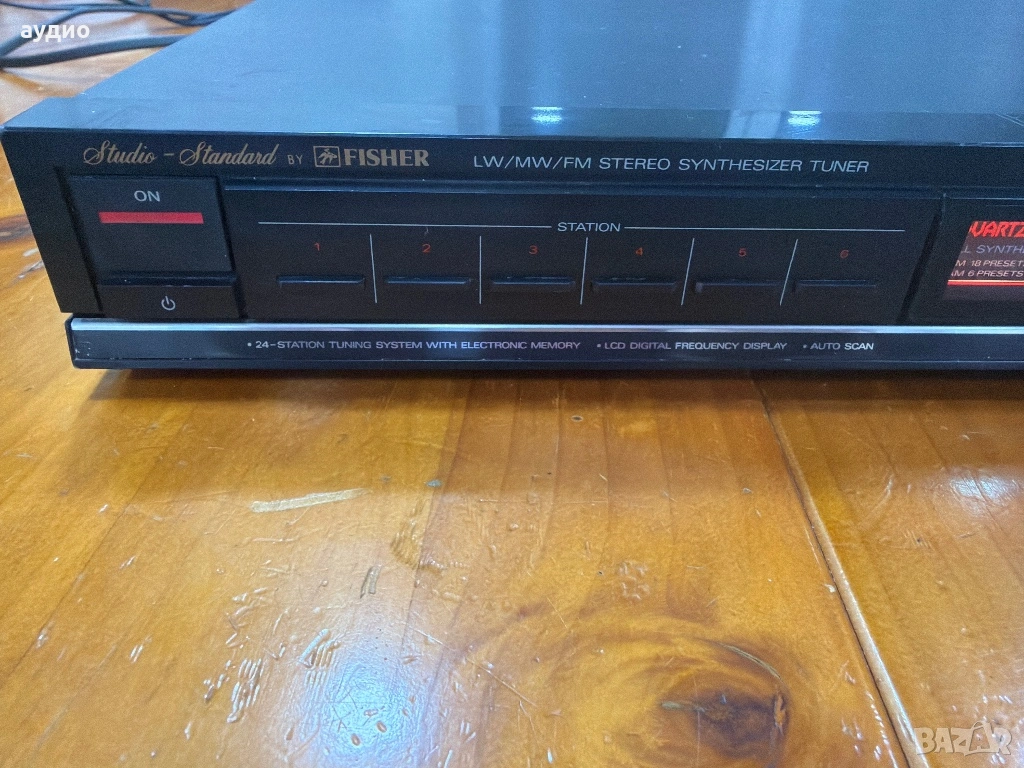 аудио
Studio - Standard BY FISHER LW/MW/FM STEREO SYNTHESIZER TUNER
ON
STATION
1 2 3 4 5 6
• 24-STATION TUNING SYSTEM WITH ELECTRONIC MEMORY • LCD DIGITAL FREQUENCY DISPLAY • AUTO SCAN
BAZAR